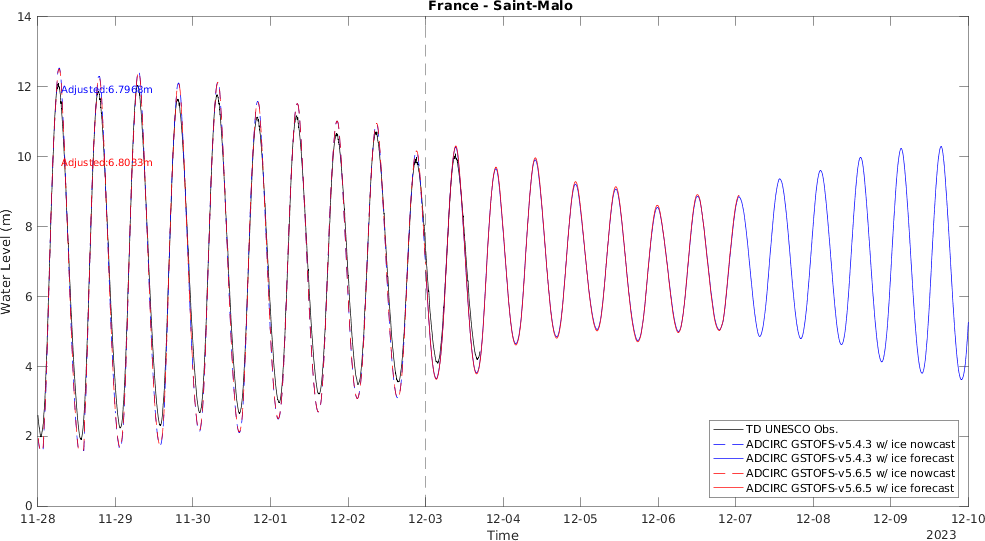 France - Saint-Malo
14
12
10
8
6
4
2
0
Water Level (m)
Adjusted:6.7963m
Adjusted:6.8033m
TD UNESCO Obs.
ADCIRC GSTOFS-v5.4.3 w/ ice nowcast
ADCIRC GSTOFS-v5.4.3 w/ ice forecast
ADCIRC GSTOFS-v5.6.5 w/ ice nowcast
ADCIRC GSTOFS-v5.6.5 w/ ice forecast
11-28 11-29 11-30 12-01 12-02 12-03 12-04 12-05 12-06 12-07 12-08 12-09 12-10
Time
2023